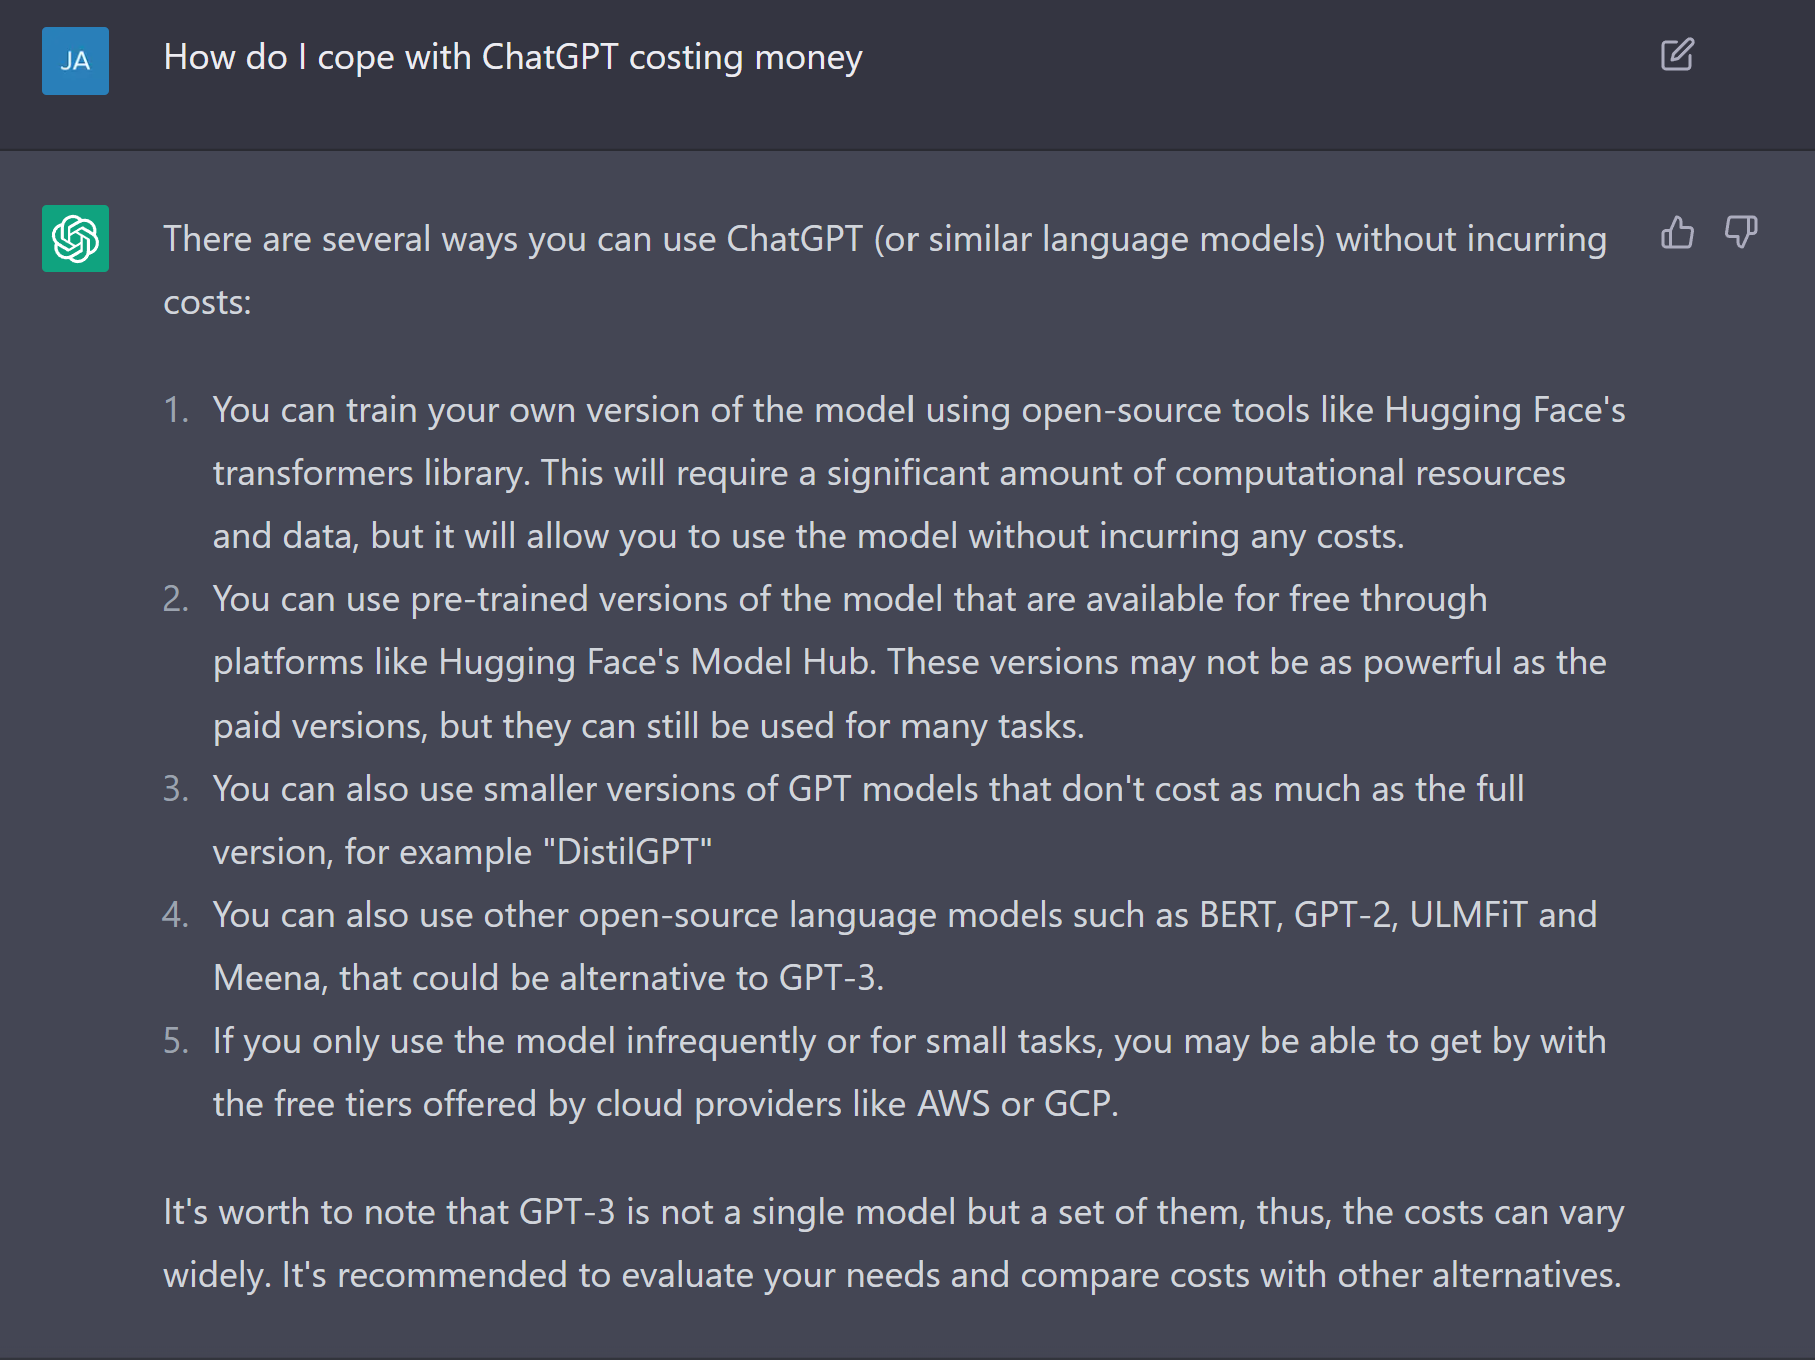 JA
How do I cope with ChatGPT costing money
There are several ways you can use ChatGPT (or similar language models) without incurring
costs:
1. You can train your own version of the model using open-source tools like Hugging Face's
transformers library. This will require a significant amount of computational resources
and data, but it will allow you to use the model without incurring any costs.
2. You can use pre-trained versions of the model that are available for free through
platforms like Hugging Face's Model Hub. These versions may not be as powerful as the
paid versions, but they can still be used for many tasks.
3. You can also use smaller versions of GPT models that don't cost as much as the full
version, for example "DistilGPT"
4. You can also use other open-source language models such as BERT, GPT-2, ULMFiT and
Meena, that could be alternative to GPT-3.
5. If you only use the model infrequently or for small tasks, you may be able to get by with
the free tiers offered by cloud providers like AWS or GCP.
It's worth to note that GPT-3 is not a single model but a set of them, thus, the costs can vary
widely. It's recommended to evaluate your needs and compare costs with other alternatives.